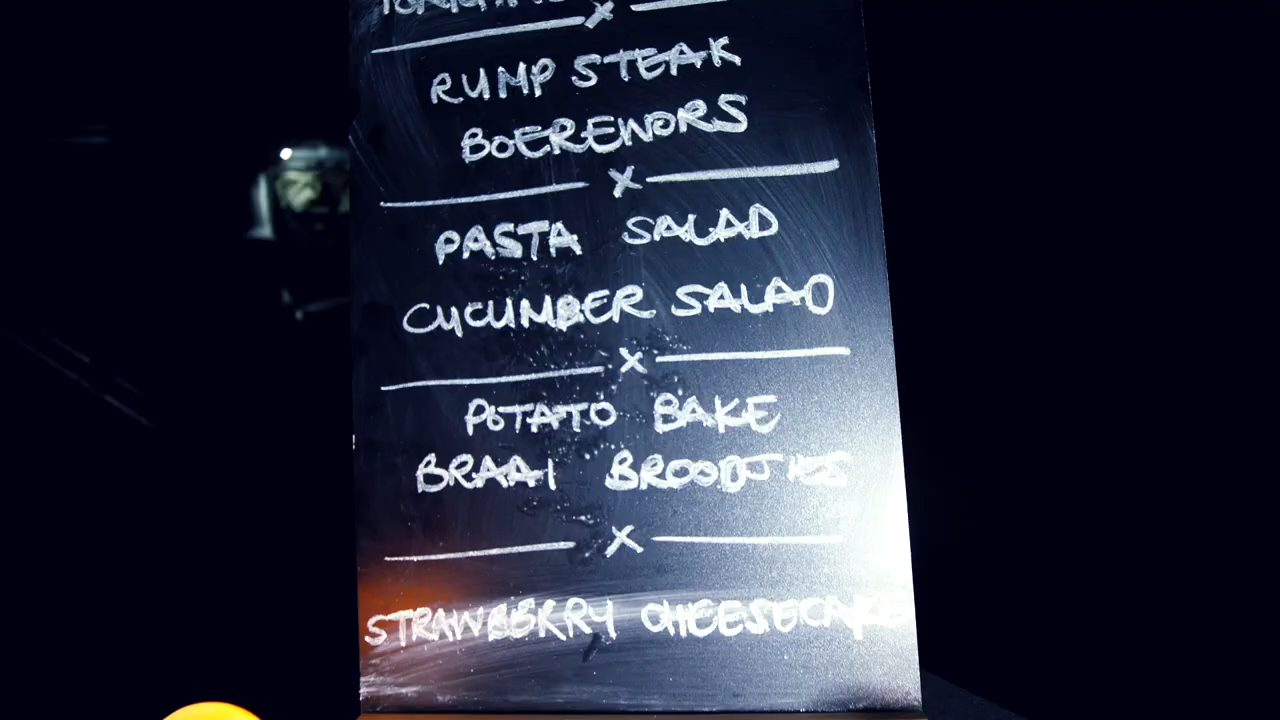 RUMP STEAK
BOEREWORS
X
PASTA SALAD
CUCUMBER SALAD
X
POTATO BAKE
BRAAI BROODJIES
X
STRAWBERRY CHEESECAKE